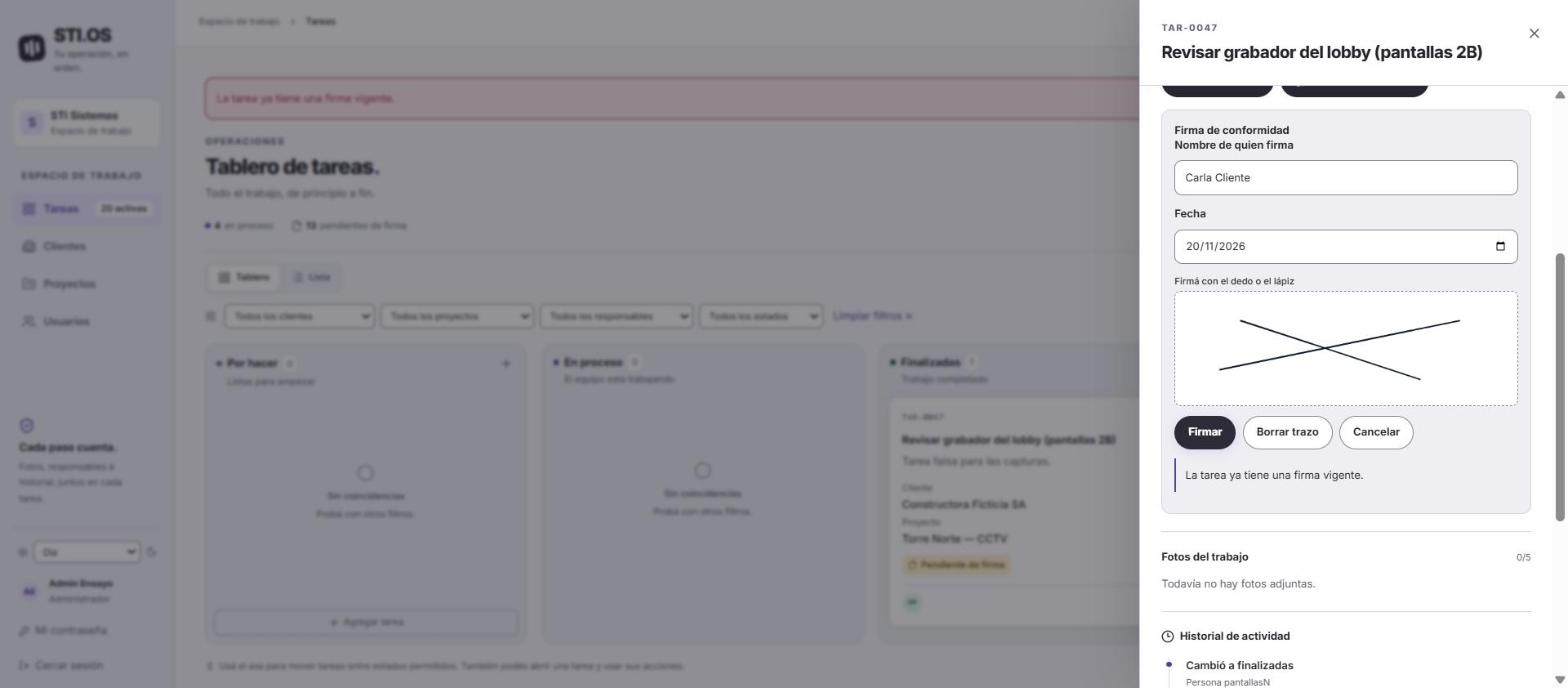 STI.OS
Tu operación, en
orden.
S
STI Sistemas
Espacio de trabajo
ESPACIO DE TRABAJO
Tareas
20 activas
Clientes
Proyectos
Usuarios
Cada paso cuenta.
Fotos, responsables e
historial, juntos en cada
tarea.
Día
AE
Admin Ensayo
Administrador
Mi contraseña
Cerrar sesión
Espacio de trabajo › Tareas
La tarea ya tiene una firma vigente.
OPERACIONES
Tablero de tareas.
Todo el trabajo, de principio a fin.
4 en proceso
13 pendientes de firma
Tablero
Lista
Todos los clientes
Todos los proyectos
Todos los responsables
Todos los estados
Limpiar filtros ×
Por hacer 0 +
Listas para empezar
Sin coincidencias
Probá con otros filtros.
+ Agregar tarea
En proceso 0
El equipo está trabajando
Sin coincidencias
Probá con otros filtros.
Finalizadas 1
Trabajo completado
TAR-0047
Revisar grabador del lobby (pantallas 2B)
Tarea falsa para las capturas.
Cliente
Constructora Ficticia SA
Proyecto
Torre Norte — CCTV
Pendiente de firma
Usá el asa para mover tareas entre estados permitidos. También podés abrir una tarea y usar sus acciones.
TAR-0047
Revisar grabador del lobby (pantallas 2B)
Firma de conformidad
Nombre de quien firma
Carla Cliente
Fecha
20/11/2026
Firmá con el dedo o el lápiz
Firmar
Borrar trazo
Cancelar
La tarea ya tiene una firma vigente.
Fotos del trabajo
0/5
Todavía no hay fotos adjuntas.
Historial de actividad
Cambió a finalizadas
Persona pantallasN